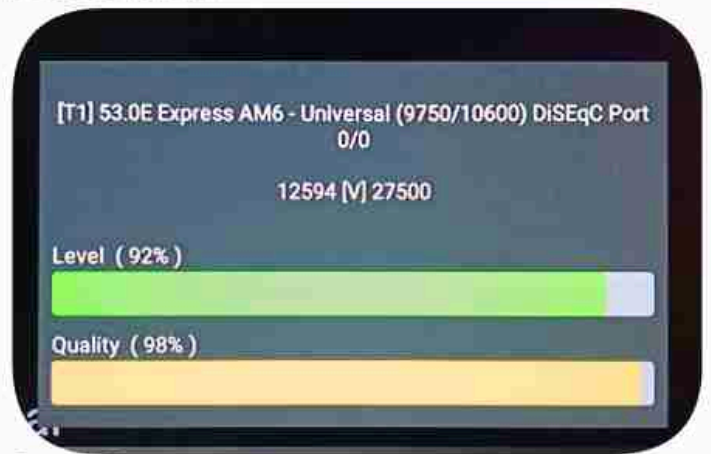 [T1] 53.0E Express AM6 - Universal (9750/10600) DiSEqC Port
0/0
12594 [V] 27500
Level ( 92% )
Quality ( 98% )